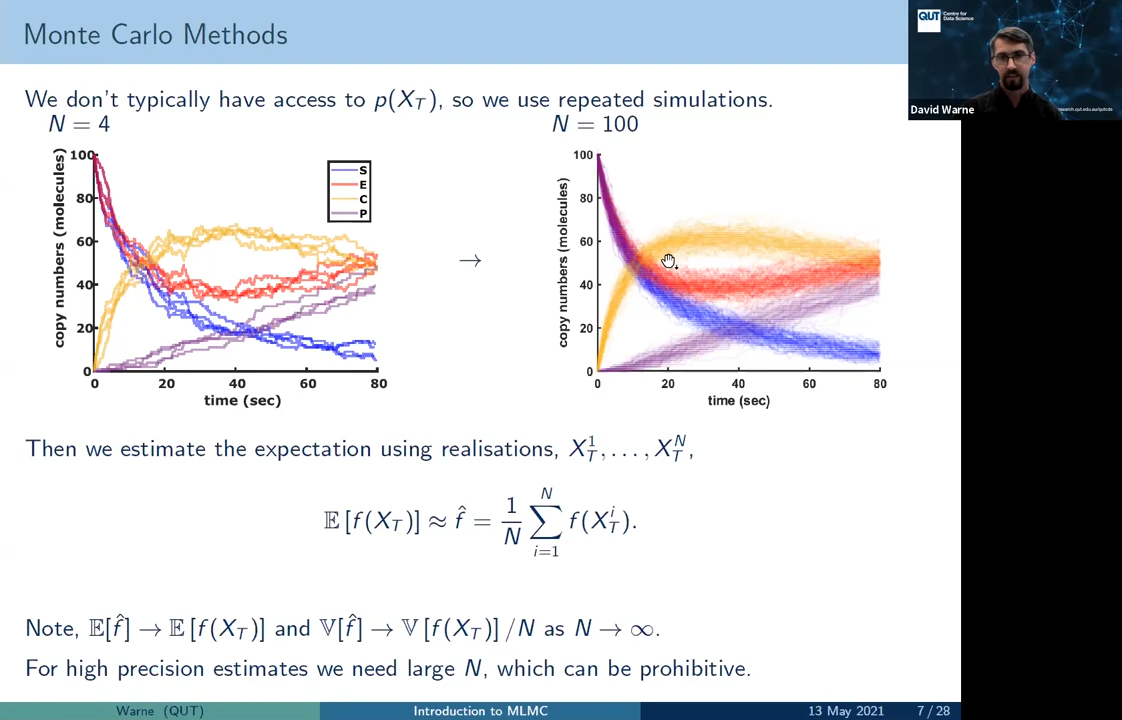 Monte Carlo Methods
QUT Centre for Data Science
David Warne
research.qut.edu.au/qutcds
We don't typically have access to p(X_T), so we use repeated simulations.
N = 4
N = 100
copy numbers (molecules)
100
80
60
40
20
0
0 20 40 60 80
time (sec)
S
E
C
P
→
copy numbers (molecules)
100
80
60
40
20
0
0 20 40 60 80
time (sec)
Then we estimate the expectation using realisations, X_T^1, . . . , X_T^N,
𝔼 [f(X_T)] ≈ f̂ = 1/N ∑_{i=1}^N f(X_T^i).
Note, 𝔼[f̂] → 𝔼 [f(X_T)] and 𝕍[f̂] → 𝕍 [f(X_T)] /N as N → ∞.
For high precision estimates we need large N, which can be prohibitive.
Warne (QUT) Introduction to MLMC 13 May 2021 7 / 28